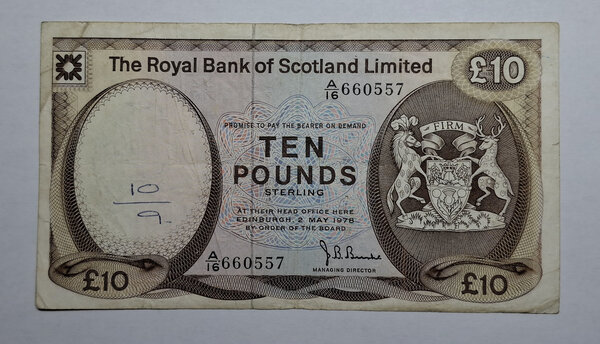 The Royal Bank of Scotland Limited
£10
A/16 660557
FIRM
PROMISE TO PAY THE BEARER ON DEMAND
TEN
POUNDS
STERLING
10
9
AT THEIR HEAD OFFICE HERE
EDINBURGH, 2 MAY 1978
BY ORDER OF THE BOARD
A/16 660557
J. B. Burke
MANAGING DIRECTOR
£10
£10